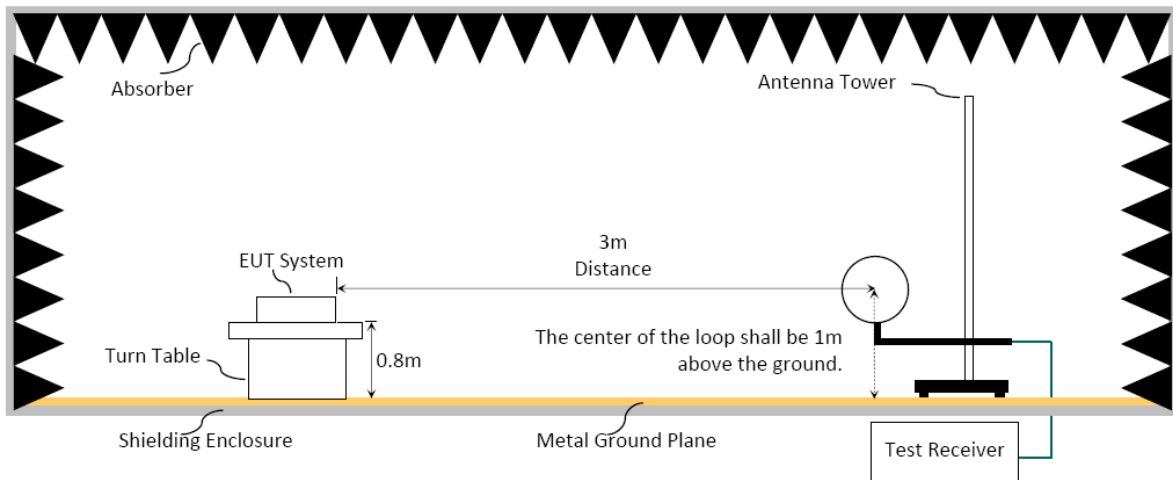 Absorber
Antenna Tower
3m
Distance
EUT System
The center of the loop shall be 1m
above the ground.
Turn Table
0.8m
Shielding Enclosure
Metal Ground Plane
Test Receiver